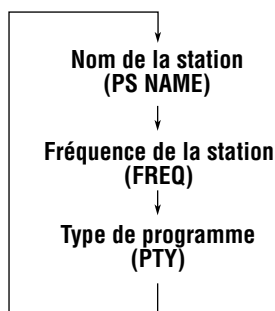 Nom de la station
(PS NAME)
Fréquence de la station
(FREQ)
Type de programme
(PTY)